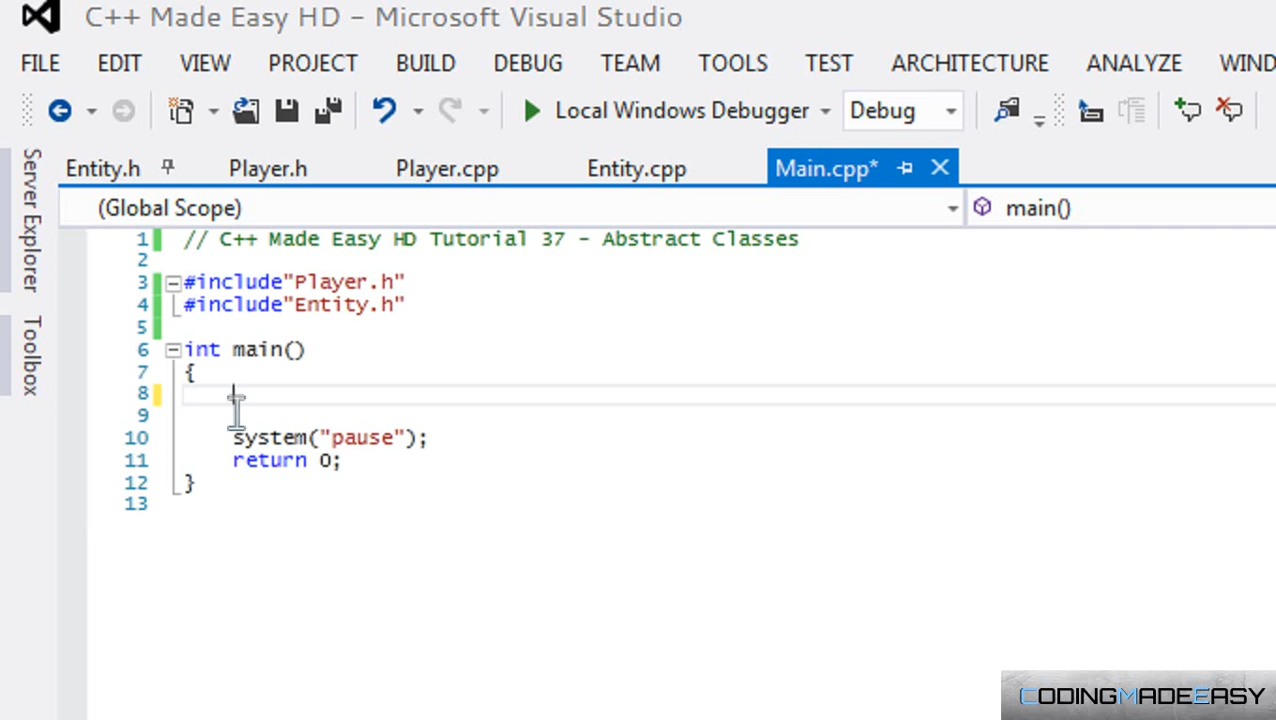 C++ Made Easy HD - Microsoft Visual Studio
FILE EDIT VIEW PROJECT BUILD DEBUG TEAM TOOLS TEST ARCHITECTURE ANALYZE WIND
Local Windows Debugger Debug
Entity.h Player.h Player.cpp Entity.cpp Main.cpp*
(Global Scope) main()
Server Explorer
Toolbox
1 // C++ Made Easy HD Tutorial 37 - Abstract Classes
2
3 #include"Player.h"
4 #include"Entity.h"
5
6 int main()
7 {
8
9
10 system("pause");
11 return 0;
12 }
13
CODINGMADEEASY